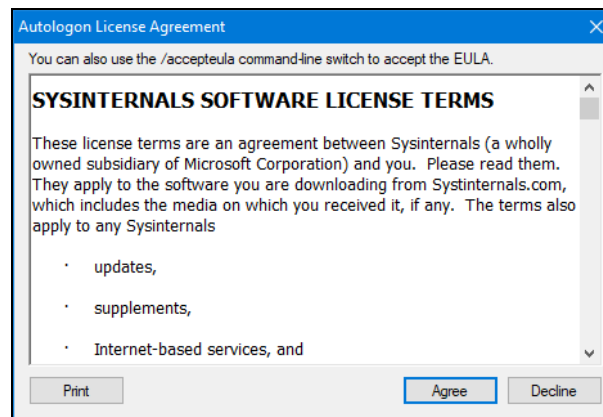 Autologon License Agreement
You can also use the /accepteula command-line switch to accept the EULA.
SYSINTERNALS SOFTWARE LICENSE TERMS
These license terms are an agreement between Sysinternals (a wholly
owned subsidiary of Microsoft Corporation) and you.  Please read them.
They apply to the software you are downloading from Systinternals.com,
which includes the media on which you received it, if any.  The terms also
apply to any Sysinternals
· updates,
· supplements,
· Internet-based services, and
Print Agree Decline